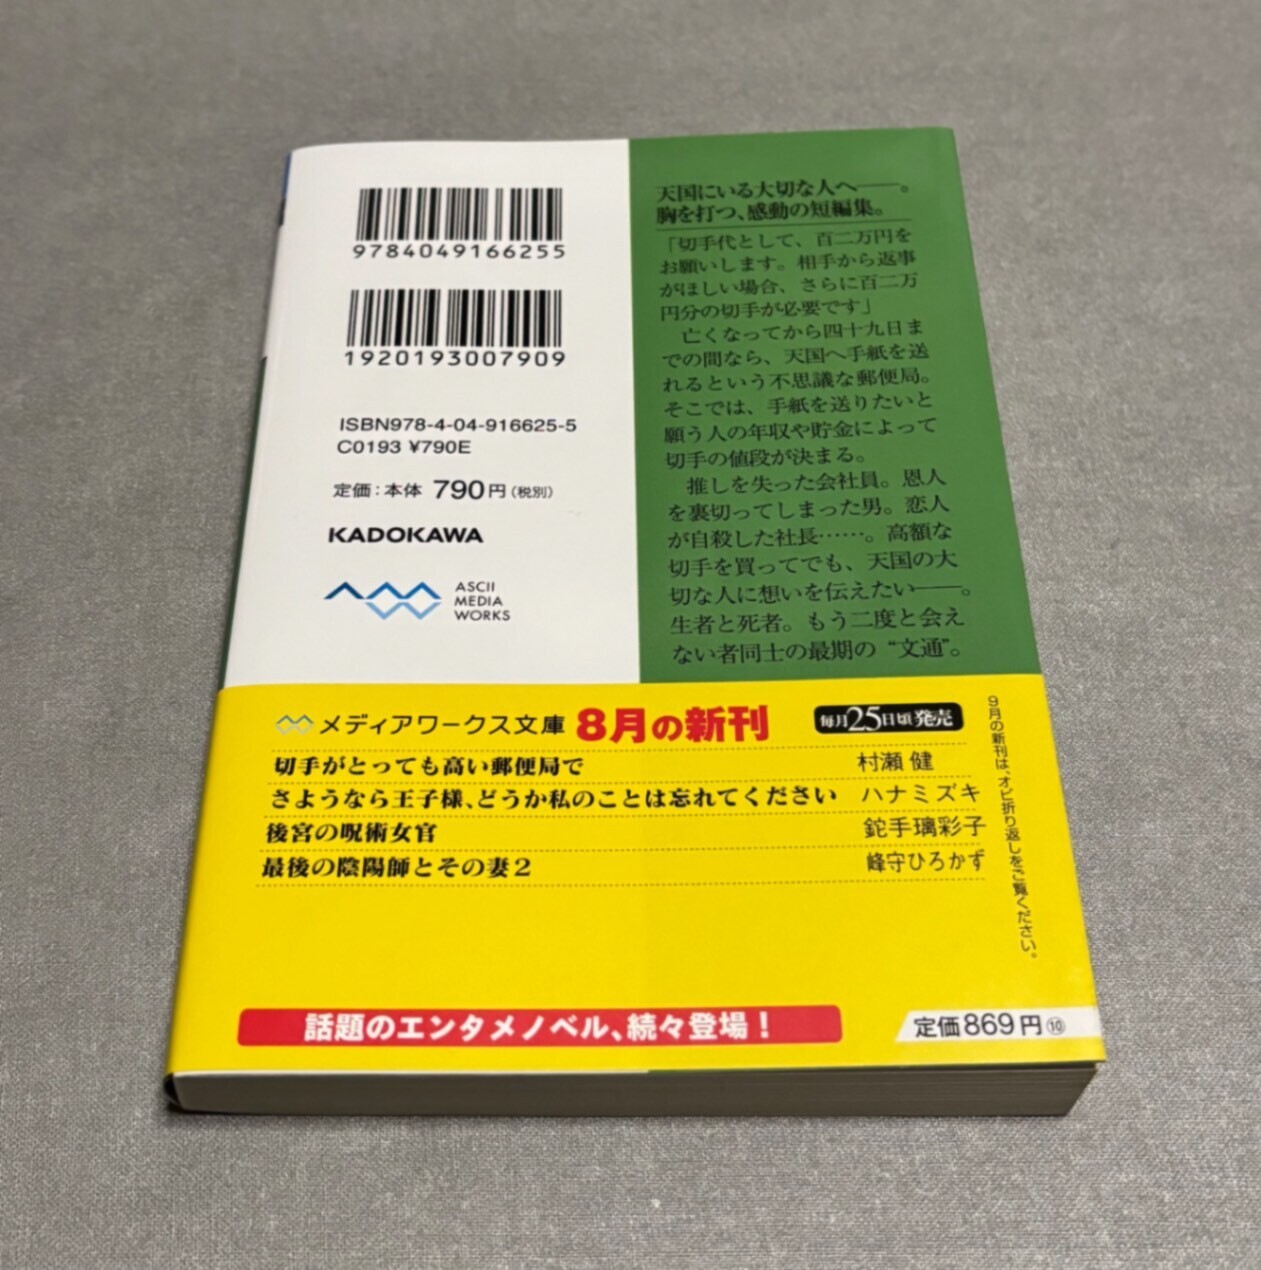 9784049166255
1920193007909
ISBN978-4-04-916625-5
C0193 ¥790E
定価：本体 790円（税別）
KADOKAWA
ASCII
MEDIA
WORKS
天国にいる大切な人へ――。
胸を打つ、感動の短編集。
「切手代として、百二万円を
お願いします。相手から返事
がほしい場合、さらに百二万
円分の切手が必要です」
亡くなってから四十九日ま
での間なら、天国へ手紙を送
れるという不思議な郵便局。
そこでは、手紙を送りたいと
願う人の年収や貯金によって
切手の値段が決まる。
推しを失った会社員。恩人
を裏切ってしまった男。恋人
が自殺した社長……。高額な
切手を買ってでも、天国の大
切な人に想いを伝えたい――。
生者と死者。もう二度と会え
ない者同士の最期の“文通”。
メディアワークス文庫 8月の新刊 毎月25日頃発売
切手がとっても高い郵便局で 村瀬 健
さようなら王子様、どうか私のことは忘れてください ハナミズキ
後宮の呪術女官 鉈手璃彩子
最後の陰陽師とその妻2 峰守ひろかず
9月の新刊は、オビ折り返しをご覧ください。
話題のエンタメノベル、続々登場！
定価869円⑩